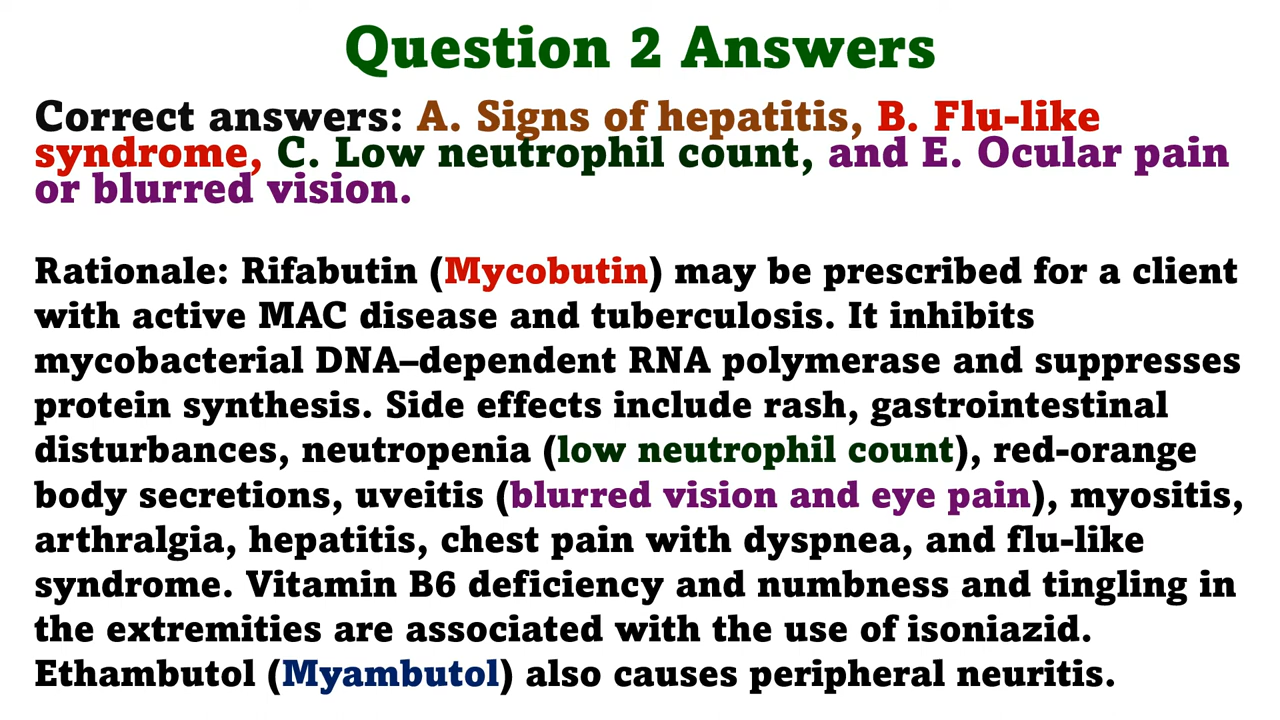 Question 2 Answers
Correct answers: A. Signs of hepatitis, B. Flu-like
syndrome, C. Low neutrophil count, and E. Ocular pain
or blurred vision.
Rationale: Rifabutin (Mycobutin) may be prescribed for a client
with active MAC disease and tuberculosis. It inhibits
mycobacterial DNA–dependent RNA polymerase and suppresses
protein synthesis. Side effects include rash, gastrointestinal
disturbances, neutropenia (low neutrophil count), red-orange
body secretions, uveitis (blurred vision and eye pain), myositis,
arthralgia, hepatitis, chest pain with dyspnea, and flu-like
syndrome. Vitamin B6 deficiency and numbness and tingling in
the extremities are associated with the use of isoniazid.
Ethambutol (Myambutol) also causes peripheral neuritis.